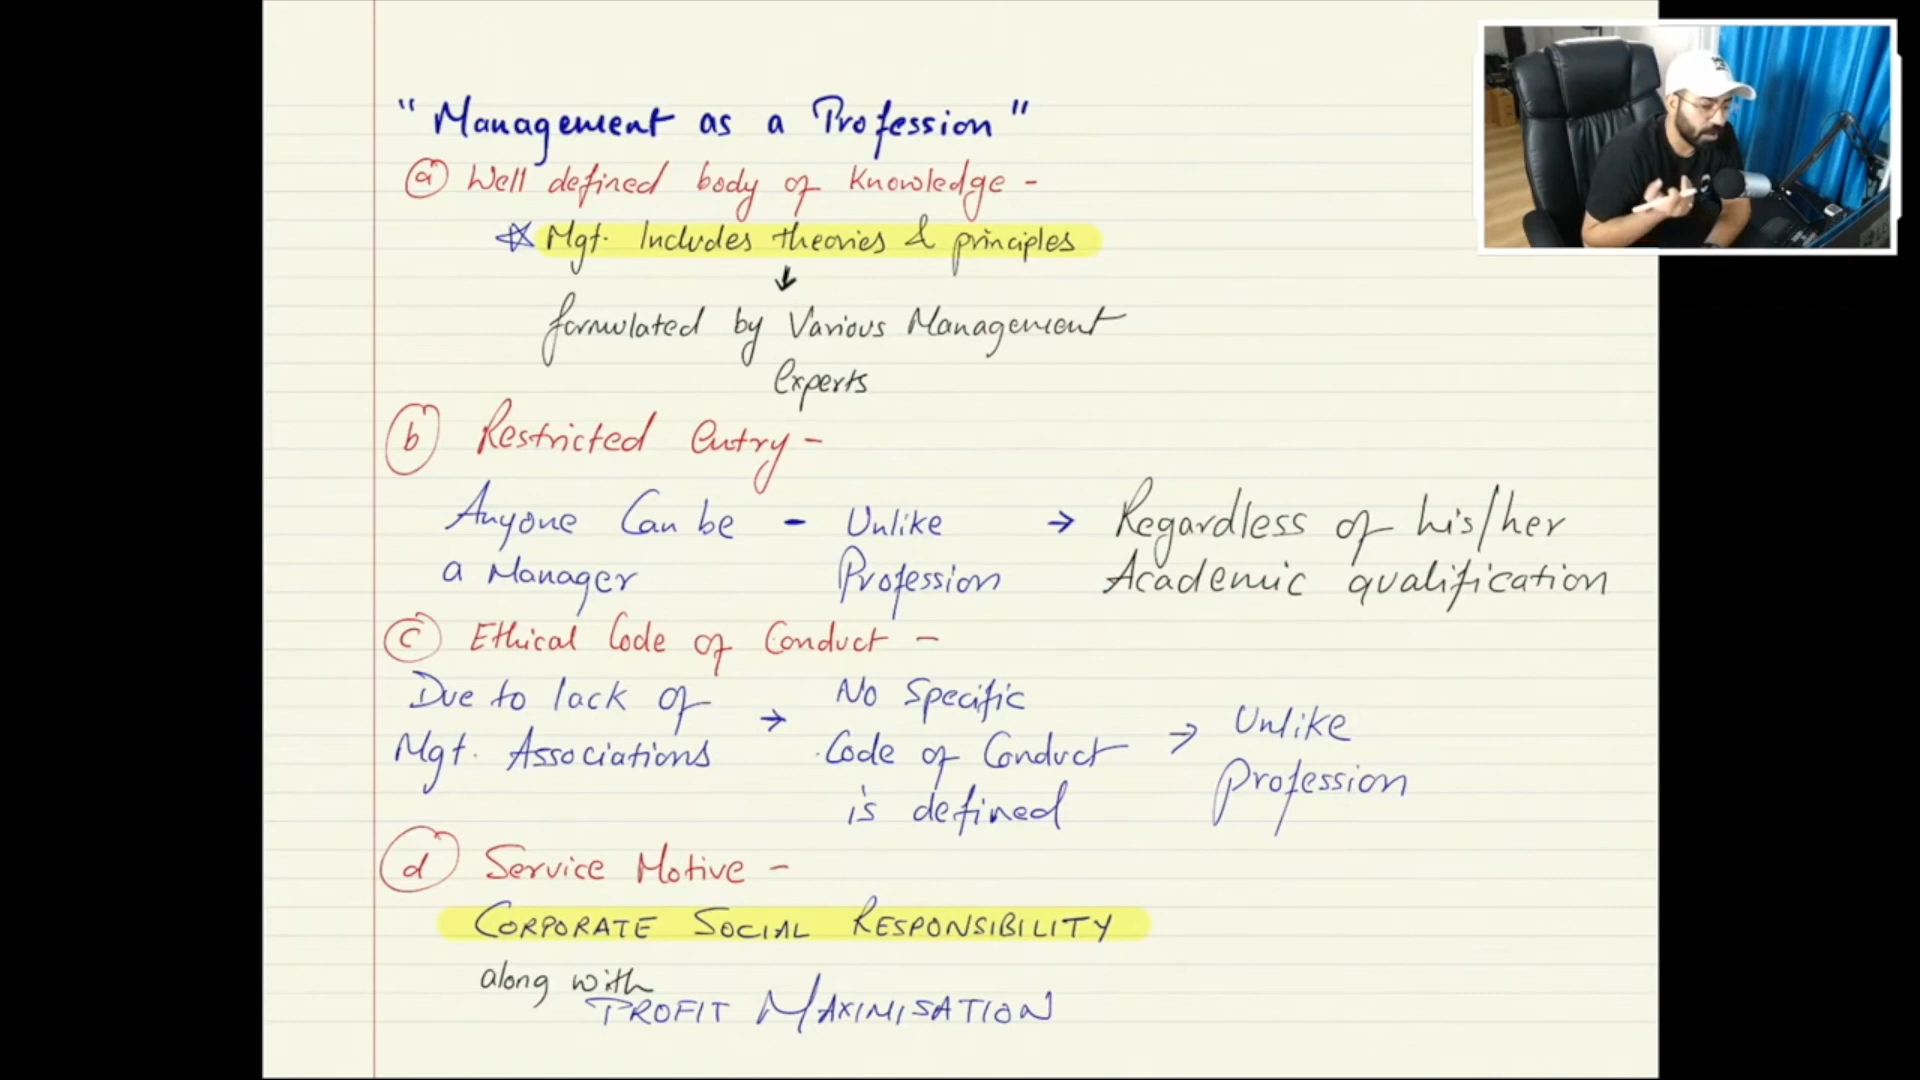 "Management as a Profession"
(a) Well defined body of Knowledge -
☆ Mgt. Includes theories & principles
↓
formulated by Various Management
Experts
(b) Restricted Entry -
Anyone Can be - Unlike → Regardless of his/her
a Manager Profession Academic qualification
(c) Ethical Code of Conduct -
Due to lack of → No Specific
Mgt. Associations Code of Conduct → Unlike
is defined Profession
(d) Service Motive -
CORPORATE SOCIAL RESPONSIBILITY
along with
PROFIT MAXIMISATION